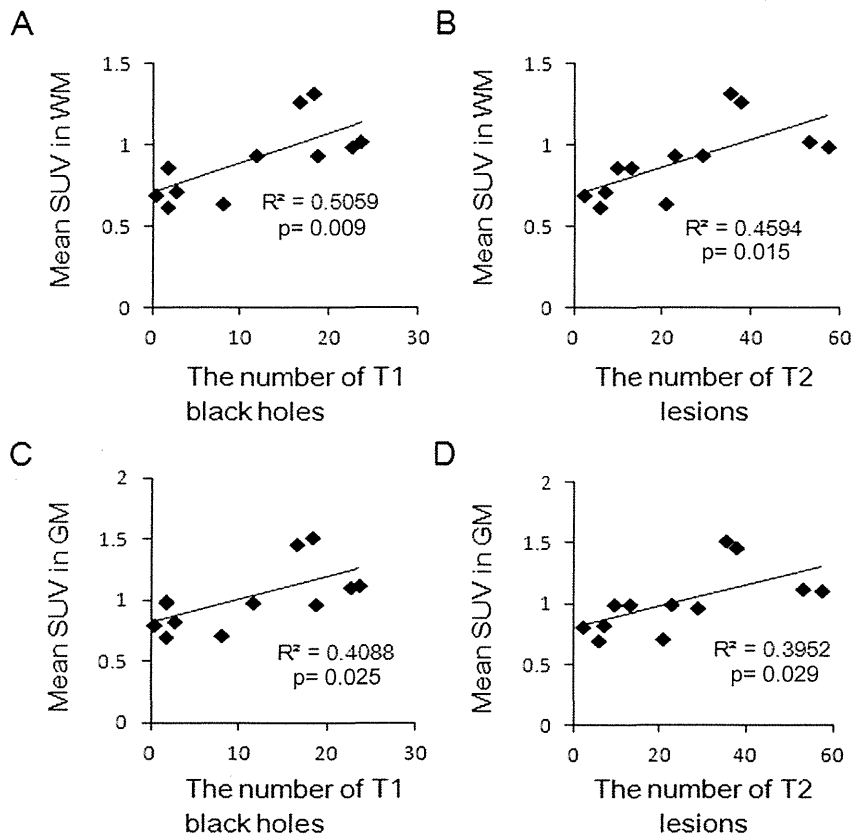 A
Mean SUV in WM
1.5
1
0.5
0
R² = 0.5059
p= 0.009
0 10 20 30
The number of T1
black holes
B
Mean SUV in WM
1.5
1
0.5
0
R² = 0.4594
p= 0.015
0 20 40 60
The number of T2
lesions
C
Mean SUV in GM
2
1.5
1
0.5
0
R² = 0.4088
p= 0.025
0 10 20 30
The number of T1
black holes
D
Mean SUV in GM
2
1.5
1
0.5
0
R² = 0.3952
p= 0.029
0 20 40 60
The number of T2
lesions